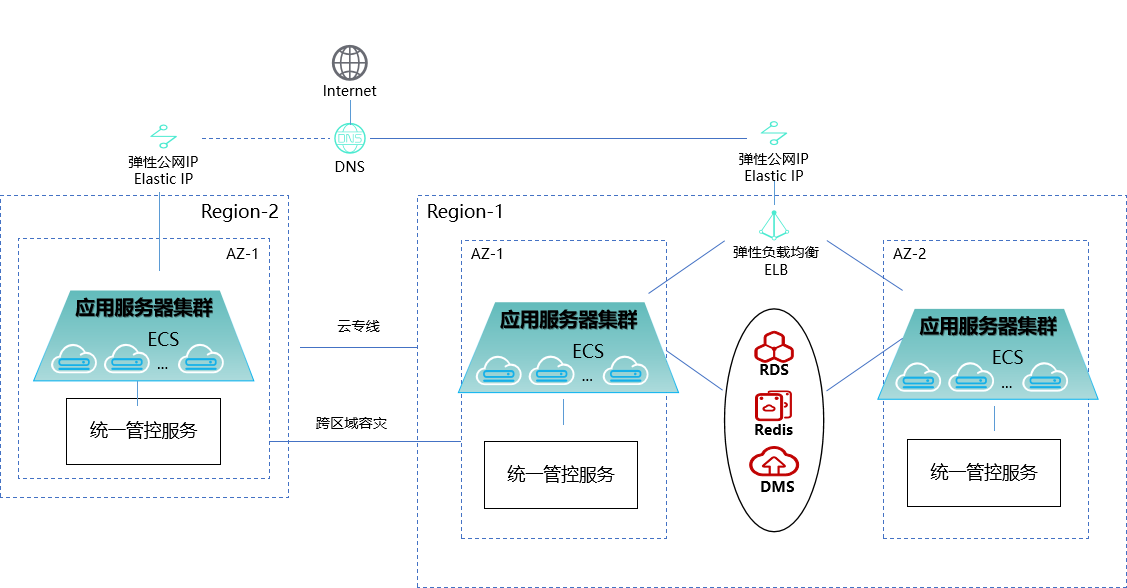 Internet
DNS
DNS
弹性公网IP
Elastic IP
弹性公网IP
Elastic IP
Region-2
AZ-1
应用服务器集群
ECS
...
统一管控服务
云专线
跨区域容灾
Region-1
弹性负载均衡
ELB
AZ-1
应用服务器集群
ECS
...
统一管控服务
RDS
Redis
DMS
AZ-2
应用服务器集群
ECS
...
统一管控服务